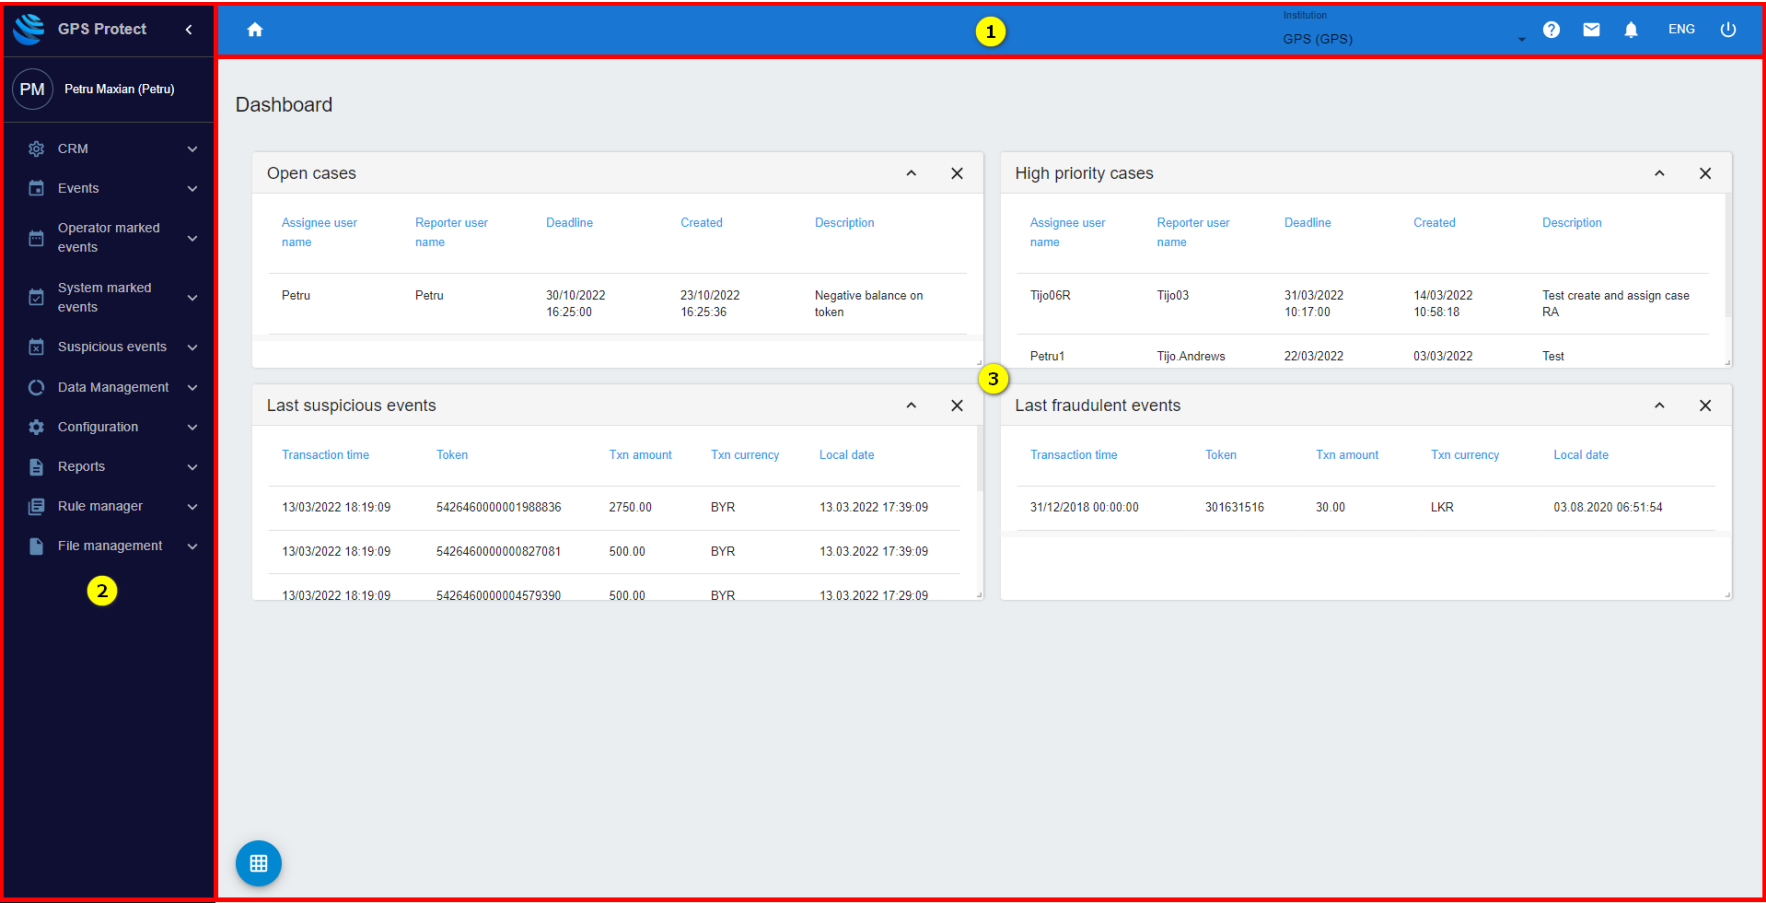 GPS Protect
1
Institution
GPS (GPS)
ENG
PM
Petru Maxian (Petru)
CRM
Events
Operator marked
events
System marked
events
Suspicious events
Data Management
Configuration
Reports
Rule manager
File management
2
Dashboard
Open cases
Assignee user
name
Reporter user
name
Deadline
Created
Description
Petru
Petru
30/10/2022
16:25:00
23/10/2022
16:25:36
Negative balance on
token
High priority cases
Assignee user
name
Reporter user
name
Deadline
Created
Description
Tijo06R
Tijo03
31/03/2022
10:17:00
14/03/2022
10:58:18
Test create and assign case
RA
Petru1
Tijo.Andrews
22/03/2022
03/03/2022
Test
3
Last suspicious events
Transaction time Token Txn amount Txn currency Local date
13/03/2022 18:19:09 5426460000001988836 2750.00 BYR 13.03.2022 17:39:09
13/03/2022 18:19:09 5426460000000827081 500.00 BYR 13.03.2022 17:39:09
13/03/2022 18:19:09 5426460000004579390 500.00 BYR 13.03.2022 17:29:09
Last fraudulent events
Transaction time Token Txn amount Txn currency Local date
31/12/2018 00:00:00 301631516 30.00 LKR 03.08.2020 06:51:54